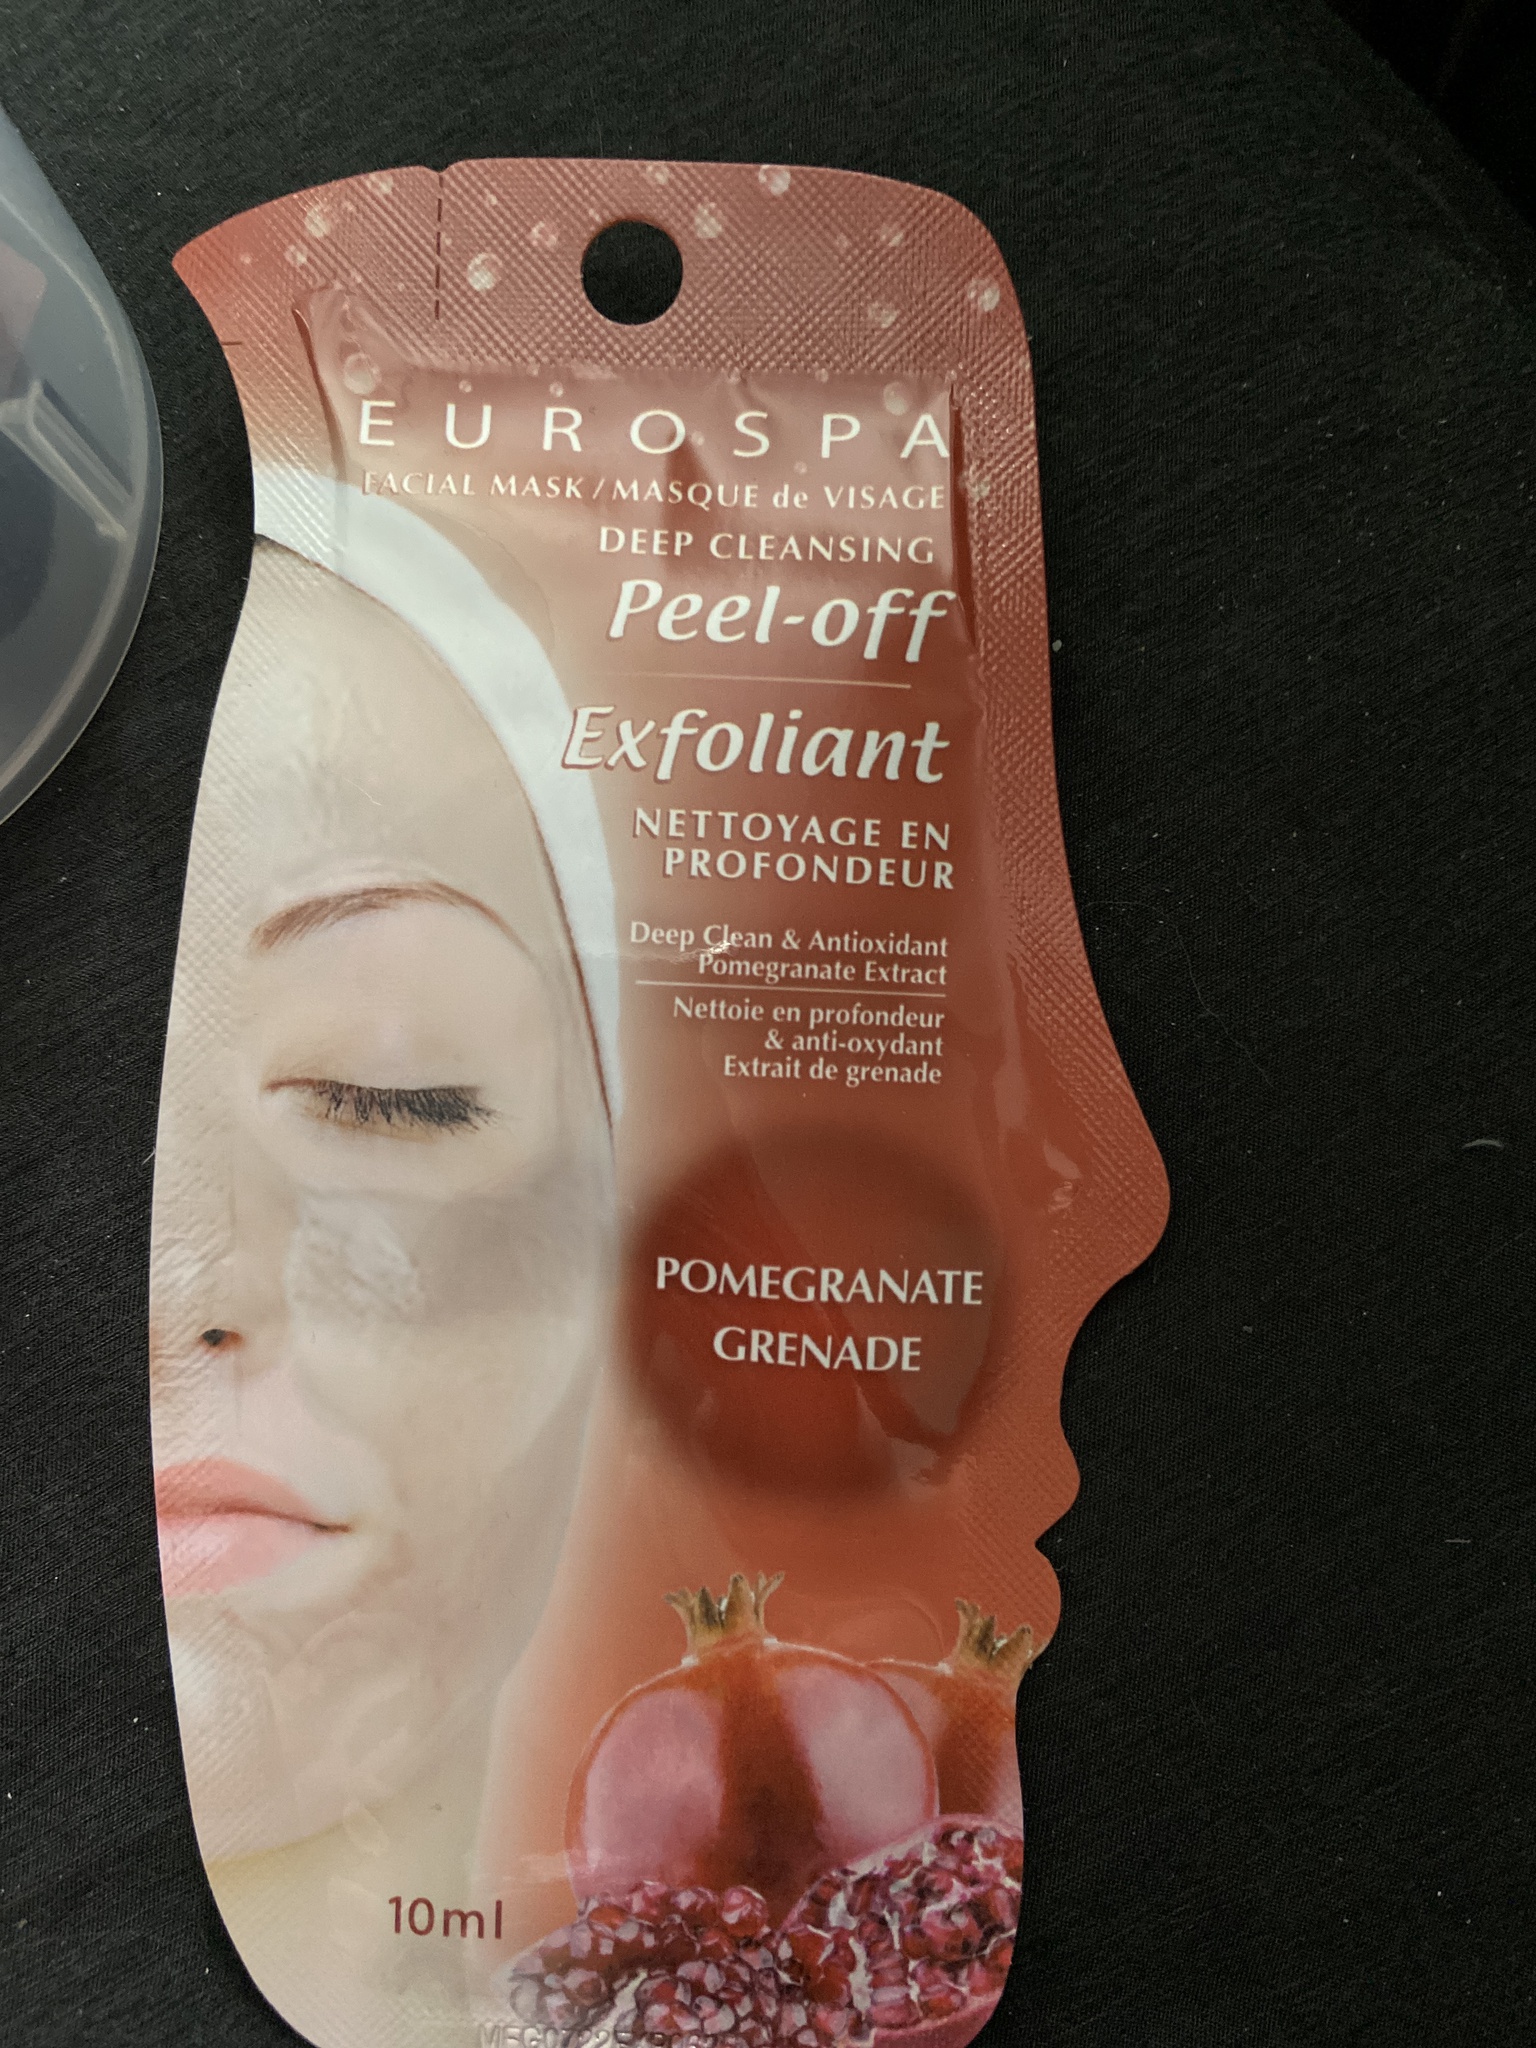 EUROSPA
FACIAL MASK / MASQUE de VISAGE
DEEP CLEANSING
Peel-off
Exfoliant
NETTOYAGE EN
PROFONDEUR
Deep Clean & Antioxidant
Pomegranate Extract
Nettoie en profondeur
& anti-oxydant
Extrait de grenade
POMEGRANATE
GRENADE
10ml